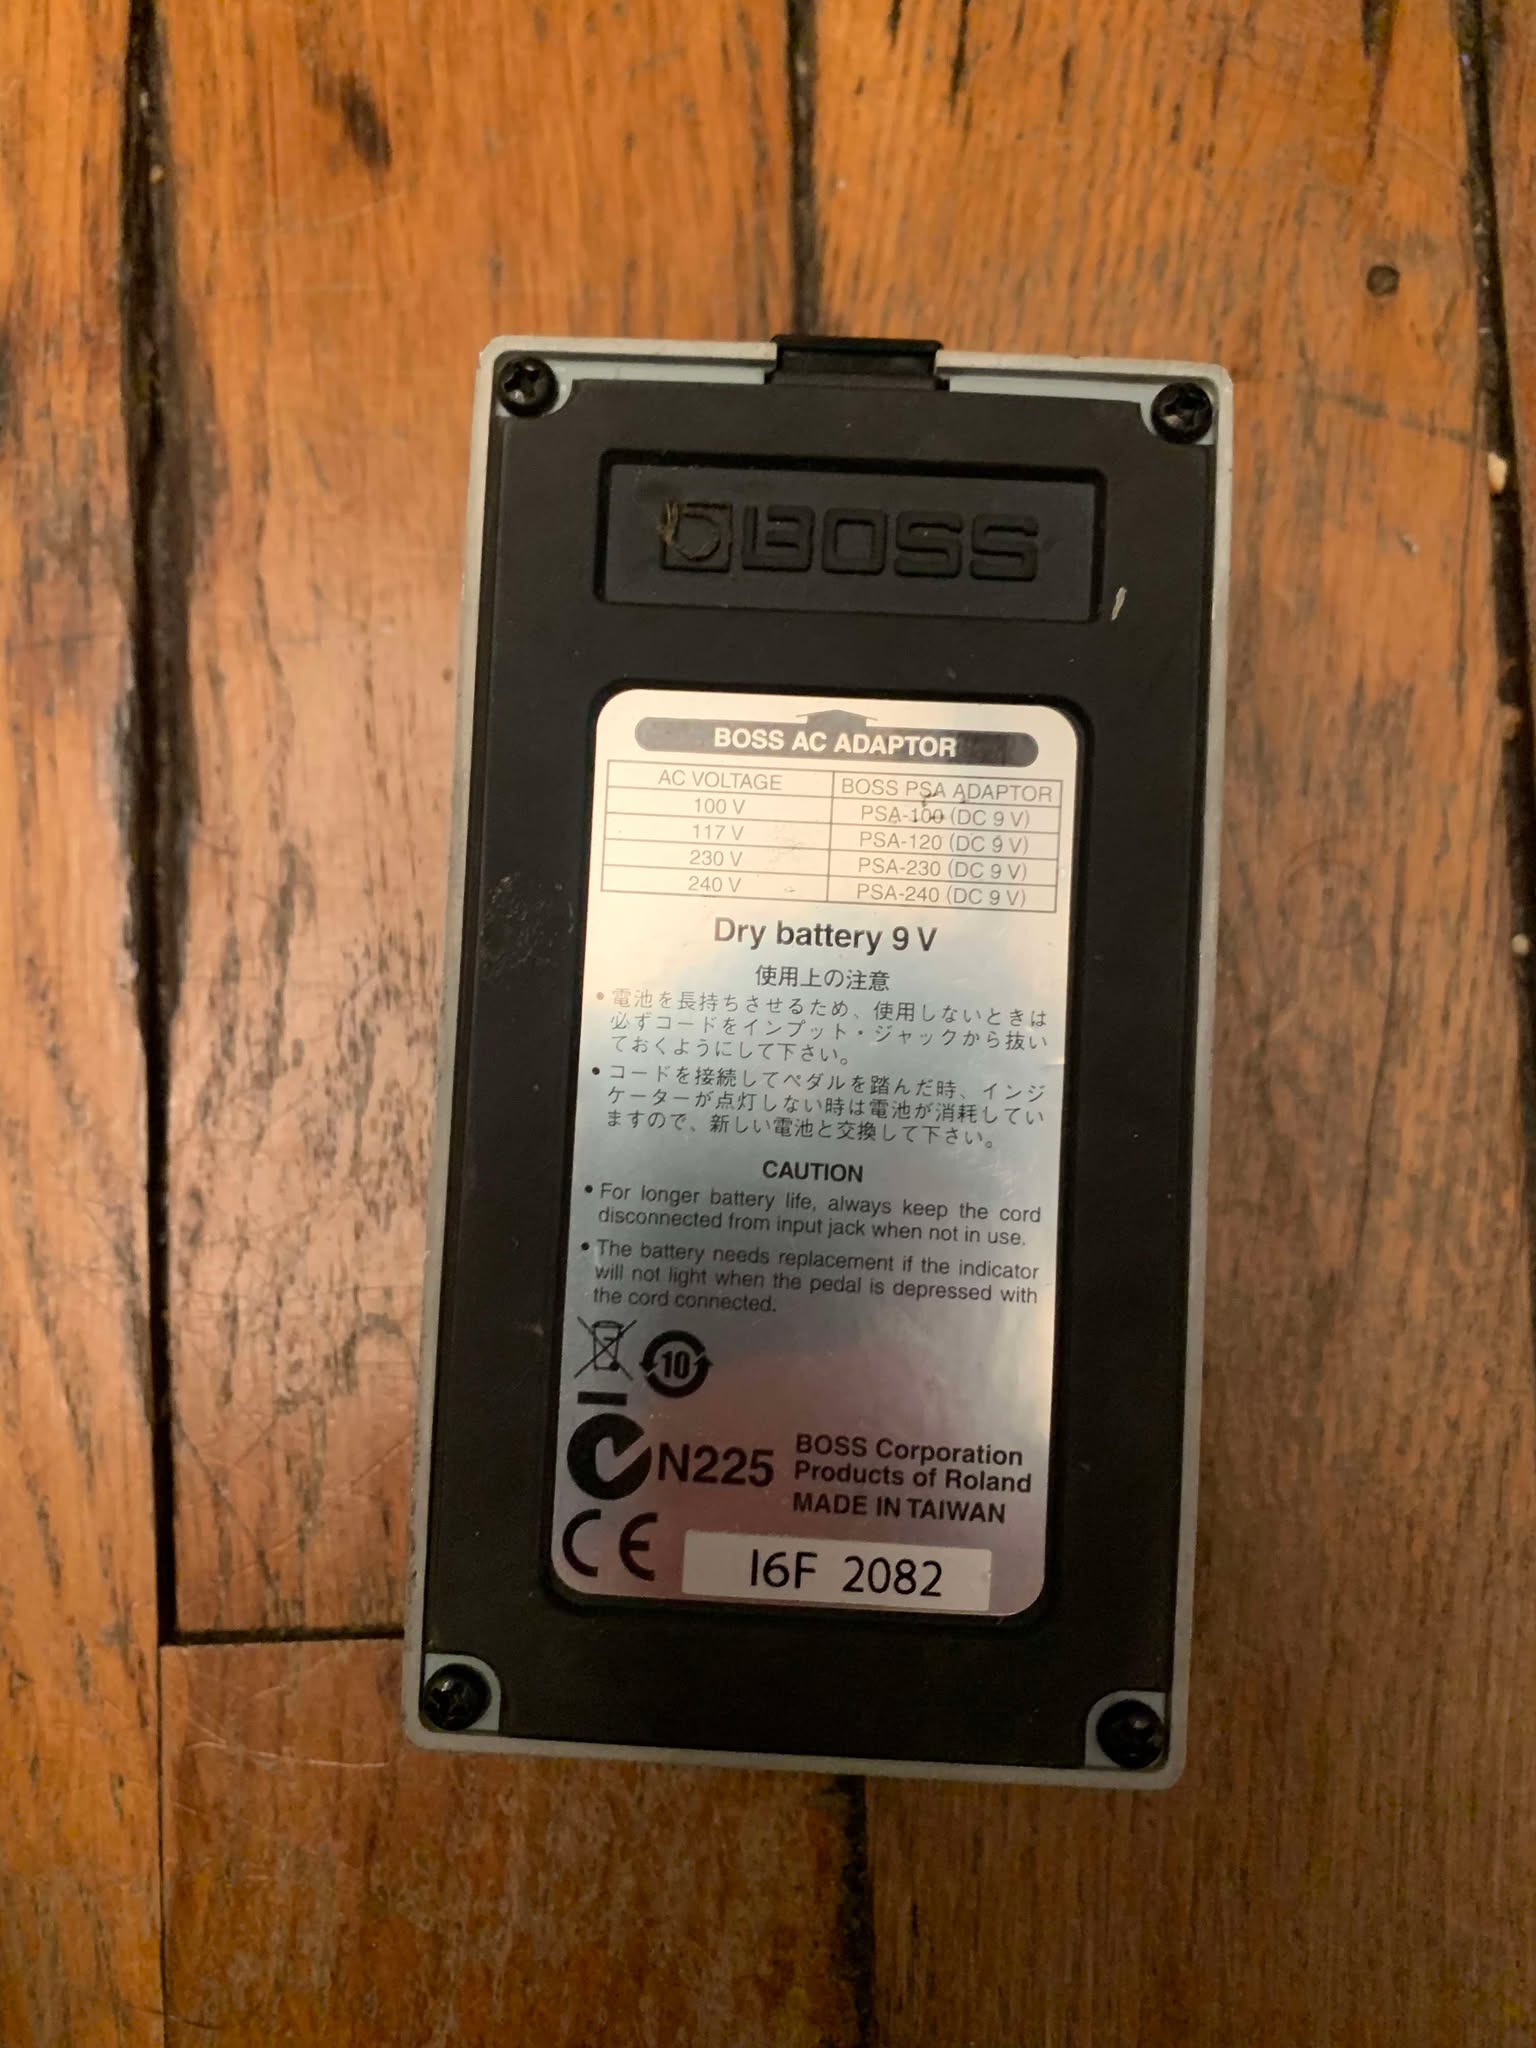 BOSS
BOSS AC ADAPTOR
AC VOLTAGE BOSS PSA ADAPTOR
100 V PSA-100 (DC 9 V)
117 V PSA-120 (DC 9 V)
230 V PSA-230 (DC 9 V)
240 V PSA-240 (DC 9 V)
Dry battery 9 V
使用上の注意
• 電池を長持ちさせるため、使用しないときは
必ずコードをインプット・ジャックから抜い
ておくようにして下さい。
• コードを接続してペダルを踏んだ時、インジ
ケーターが点灯しない時は電池が消耗してい
ますので、新しい電池と交換して下さい。
CAUTION
• For longer battery life, always keep the cord
disconnected from input jack when not in use.
• The battery needs replacement if the indicator
will not light when the pedal is depressed with
the cord connected.
10
N225
BOSS Corporation
Products of Roland
MADE IN TAIWAN
CE
I6F 2082